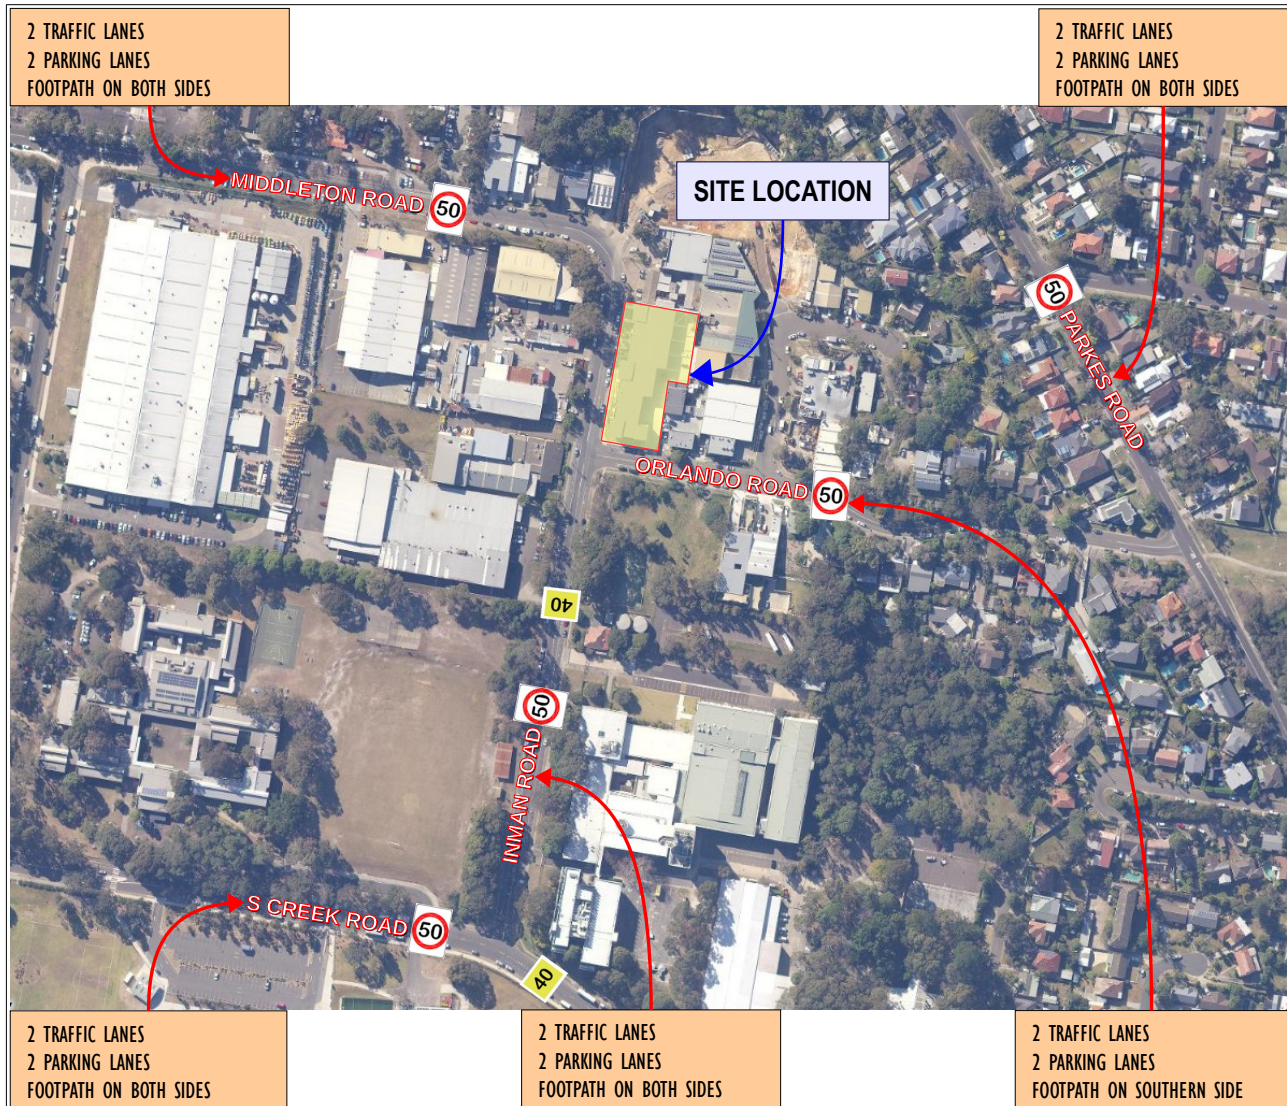 2 TRAFFIC LANES
2 PARKING LANES
FOOTPATH ON BOTH SIDES
2 TRAFFIC LANES
2 PARKING LANES
FOOTPATH ON BOTH SIDES
SITE LOCATION
MIDDLETON ROAD
50
50
PARKES ROAD
ORLANDO ROAD
50
40
50
INMAN ROAD
S CREEK ROAD
50
40
2 TRAFFIC LANES
2 PARKING LANES
FOOTPATH ON BOTH SIDES
2 TRAFFIC LANES
2 PARKING LANES
FOOTPATH ON BOTH SIDES
2 TRAFFIC LANES
2 PARKING LANES
FOOTPATH ON SOUTHERN SIDE